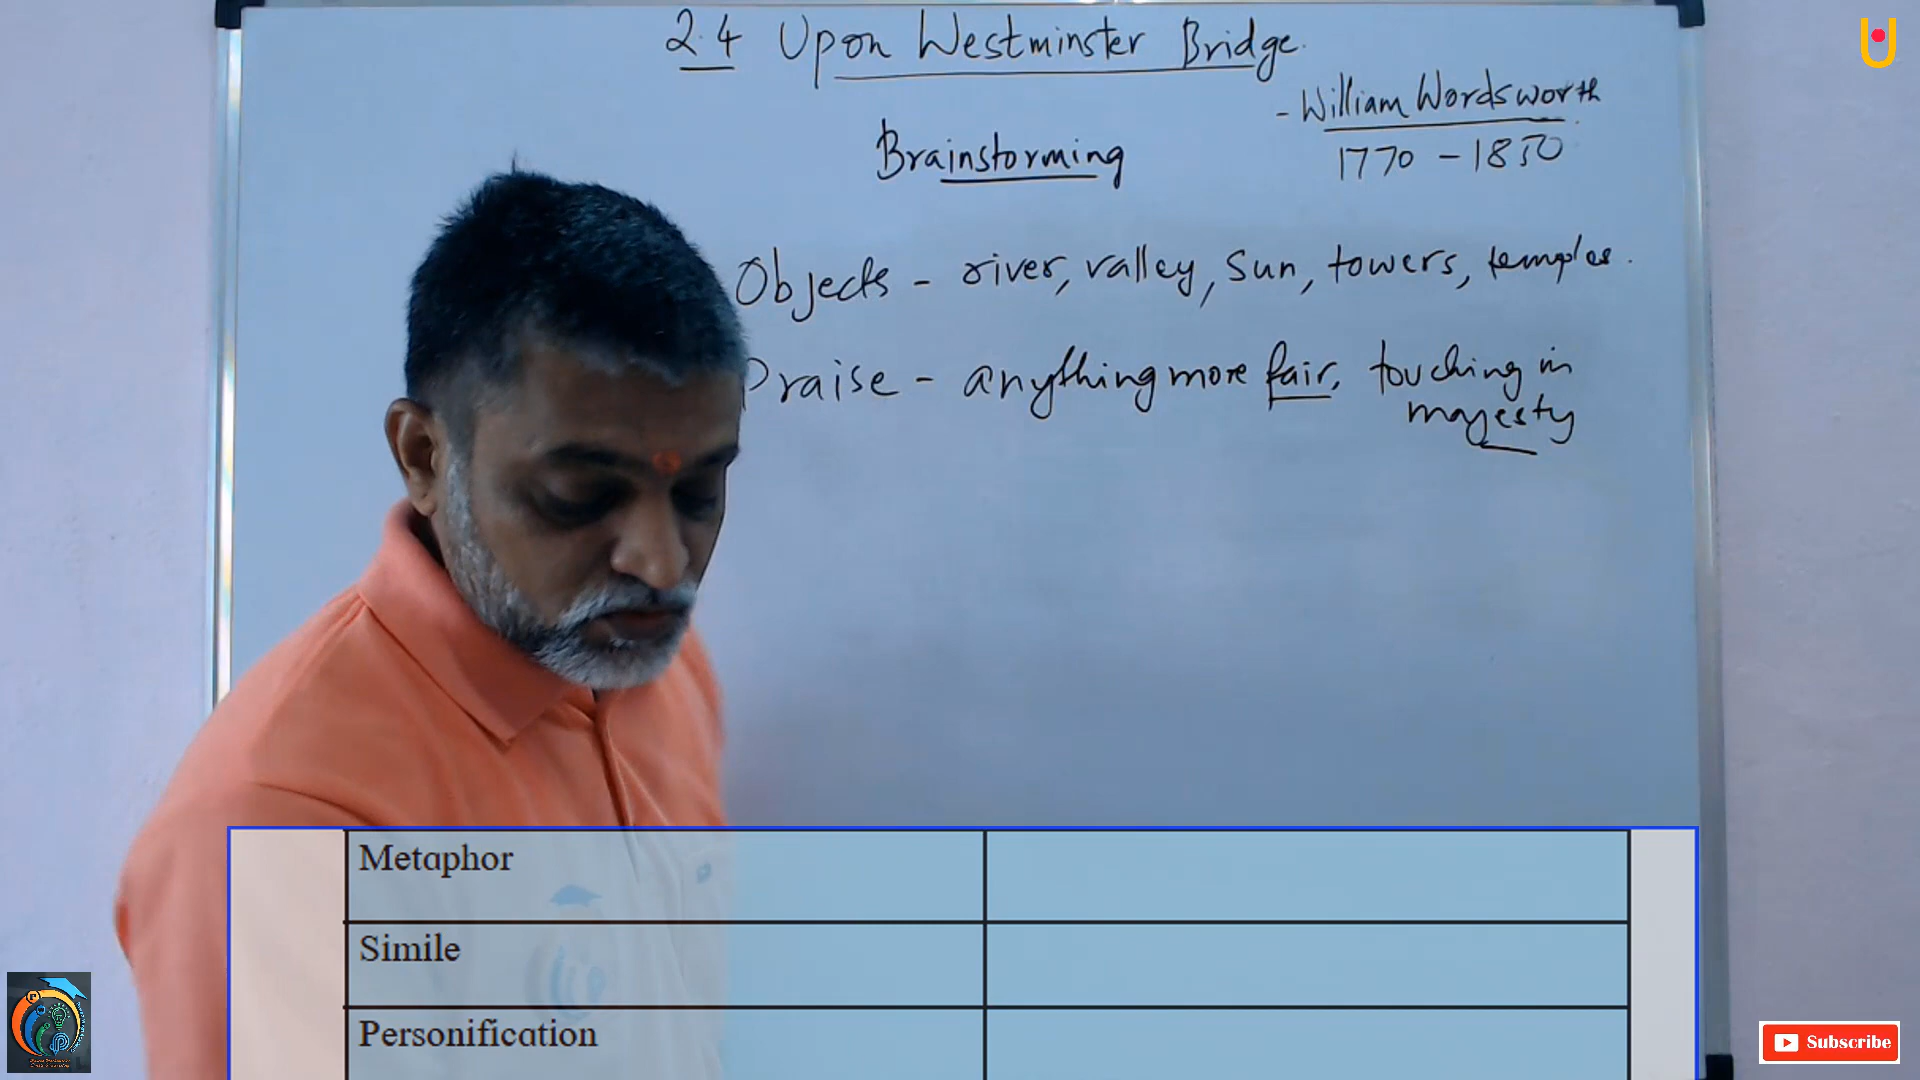 2.4 Upon Westminster Bridge.
- William Wordsworth
1770 - 1850
Brainstorming
Objects - river, valley, sun, towers, temples.
Praise - anything more fair, touching in
majesty
Metaphor
Simile
Personification
Subscribe